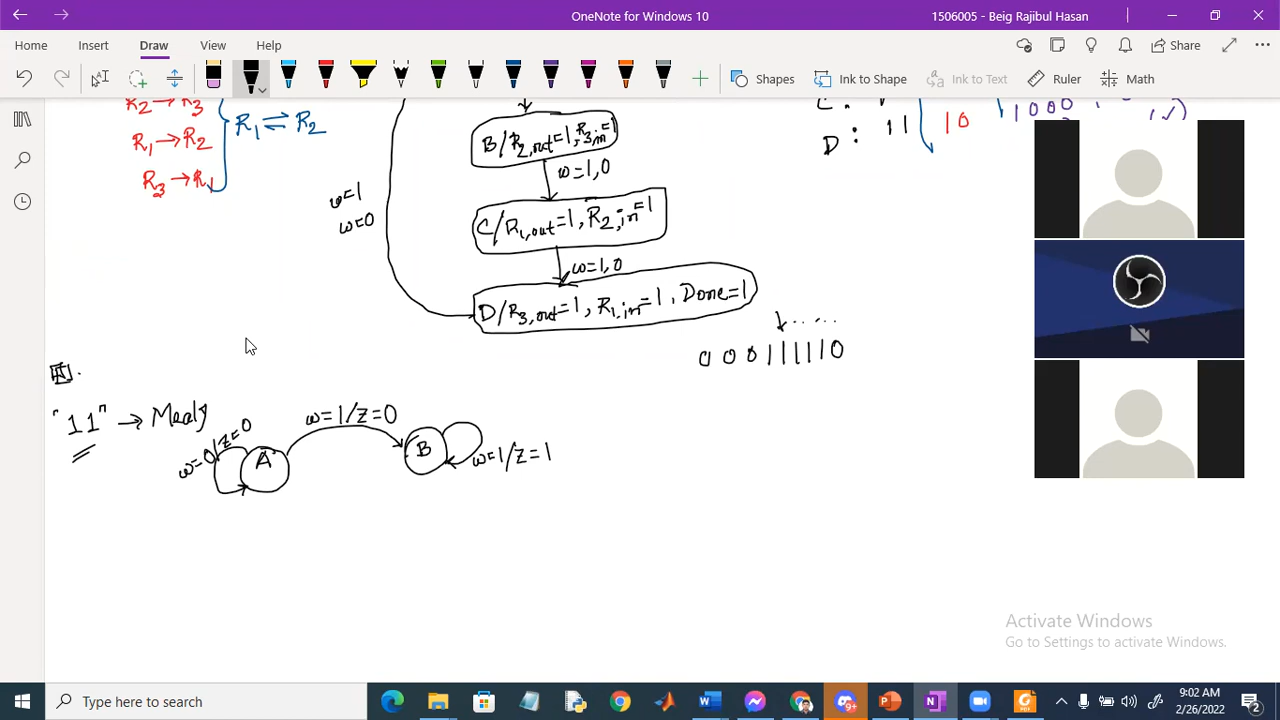 OneNote for Windows 10
1506005 - Beig Rajibul Hasan
Home Insert Draw View Help
Share
Shapes Ink to Shape Ink to Text Ruler Math
R2 → R3
R1 → R2
R3 → R1
R1 ⇌ R2
B/R2,out=1, R3,in=1
w=1,0
C/R1,out=1, R2,in=1
w=1,0
D/R3,out=1, R1,in=1, Done=1
w=1
w=0
D: 11
10
1000
0 0 0 1 1 1 1 1 0
"11" → Mealy
w=0/z=0
A
w=1/z=0
B
w=1/z=1
Activate Windows
Go to Settings to activate Windows.
Type here to search
9:02 AM
2/26/2022
2